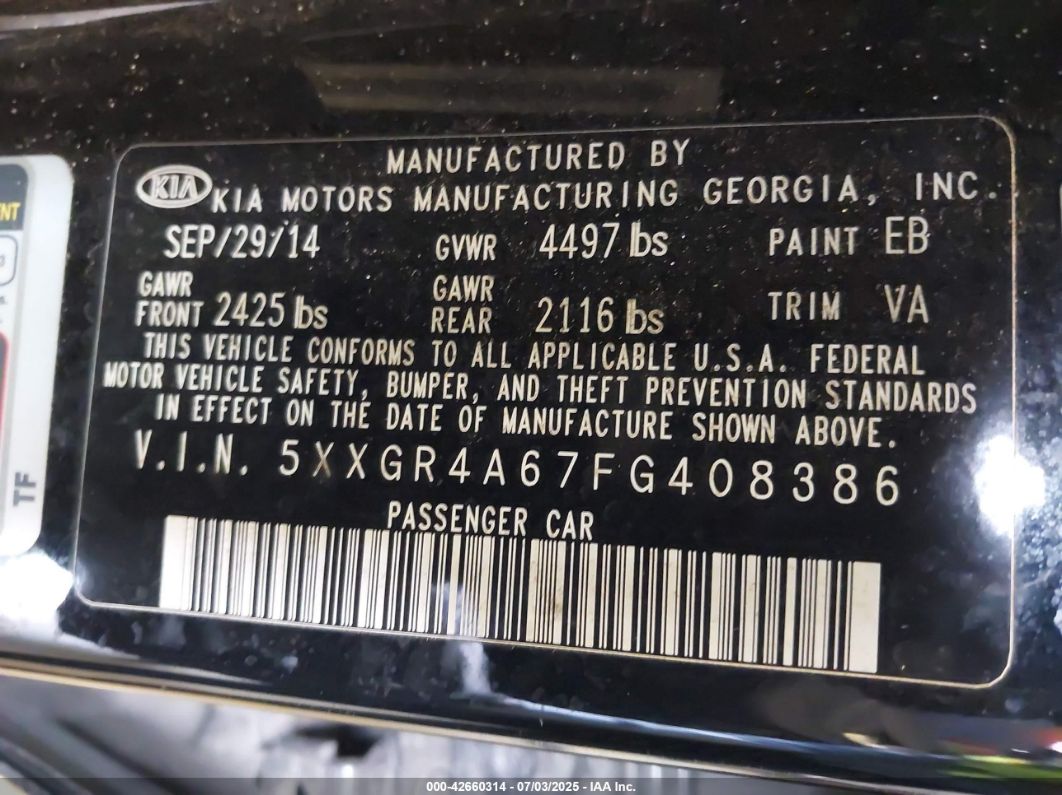 MANUFACTURED BY
KIA KIA MOTORS MANUFACTURING GEORGIA, INC.
SEP/29/14 GVWR 4497 lbs PAINT EB
GAWR FRONT 2425 lbs GAWR REAR 2116 lbs TRIM VA
THIS VEHICLE CONFORMS TO ALL APPLICABLE U.S.A. FEDERAL
MOTOR VEHICLE SAFETY, BUMPER, AND THEFT PREVENTION STANDARDS
IN EFFECT ON THE DATE OF MANUFACTURE SHOWN ABOVE.
V.I.N. 5XXGR4A67FG408386
PASSENGER CAR
TF
000-42660314 - 07/03/2025 - IAA Inc.